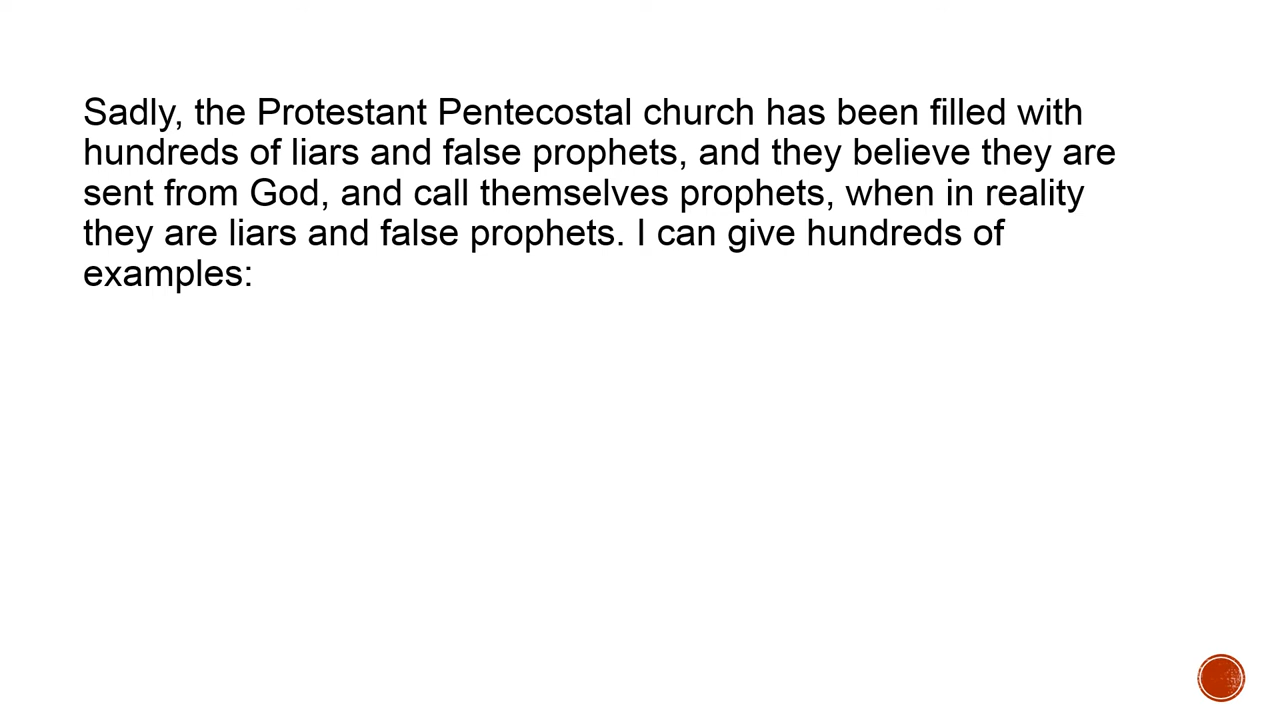 Sadly, the Protestant Pentecostal church has been filled with
hundreds of liars and false prophets, and they believe they are
sent from God, and call themselves prophets, when in reality
they are liars and false prophets. I can give hundreds of
examples: